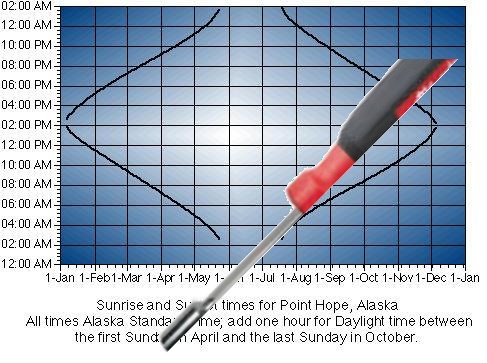 02:00 AM
12:00 AM
10:00 PM
08:00 PM
06:00 PM
04:00 PM
02:00 PM
12:00 PM
10:00 AM
08:00 AM
06:00 AM
04:00 AM
02:00 AM
12:00 AM
1-Jan 1-Feb 1-Mar 1-Apr 1-May 1-Jul 1-Aug 1-Sep 1-Oct 1-Nov 1-Dec 1-Jan
Sunrise and times for Point Hope, Alaska
All times Alaska add one hour for Daylight time between
the first April and the last Sunday in October.